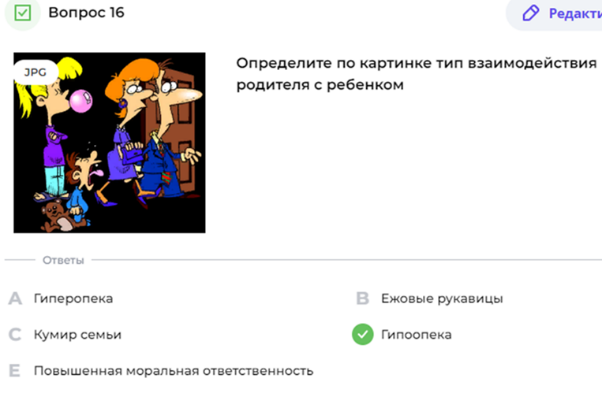 Вопрос 16
Редакти
JPG
Определите по картинке тип взаимодействия
родителя с ребенком
Ответы
A Гиперопека
B Ежовые рукавицы
C Кумир семьи
Гипоопека
E Повышенная моральная ответственность